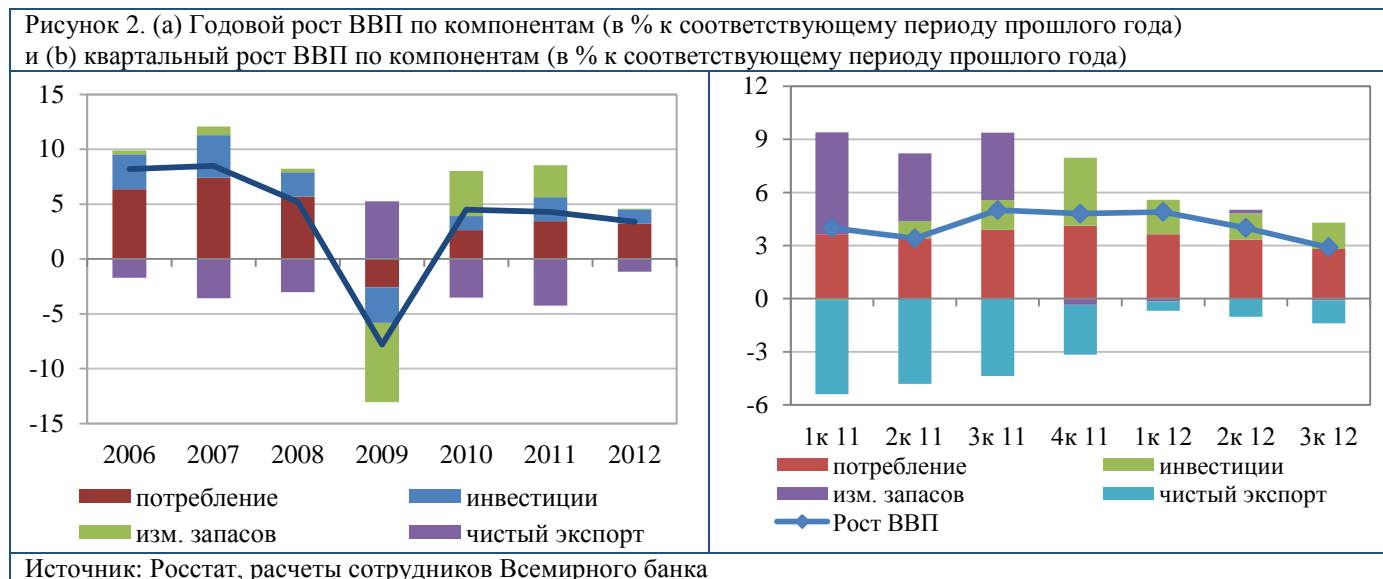 Рисунок 2. (a) Годовой рост ВВП по компонентам (в % к соответствующему периоду прошлого года)
и (b) квартальный рост ВВП по компонентам (в % к соответствующему периоду прошлого года)
15
10
5
0
-5
-10
-15
2006 2007 2008 2009 2010 2011 2012
потребление инвестиции
изм. запасов чистый экспорт
12
9
6
3
0
-3
-6
1к 11 2к 11 3к 11 4к 11 1к 12 2к 12 3к 12
потребление инвестиции
изм. запасов чистый экспорт
Рост ВВП
Источник: Росстат, расчеты сотрудников Всемирного банка